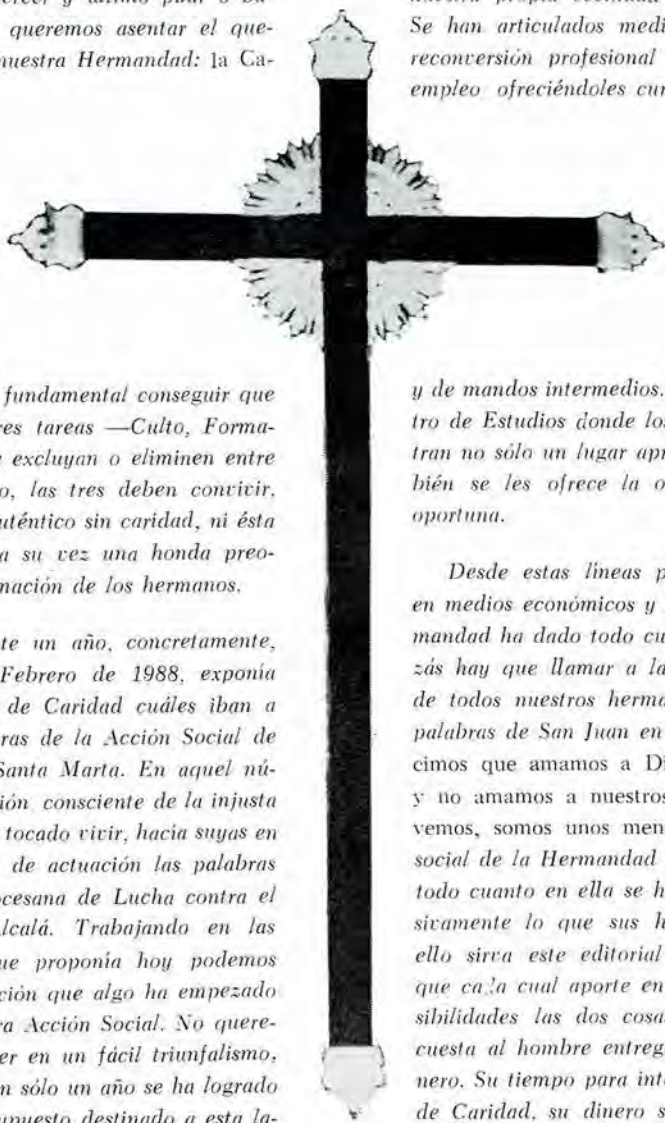 queremos asentar el que-
nuestra Hermandad: la Ca-
fundamental conseguir que
res tareas —Culto, Forma-
excluyan o eliminen entre
o, las tres deben convivir.
uténtico sin caridad, ni ésta
a su vez una honda preo-
mación de los hermanos.
te un año, concretamente,
Febrero de 1988, exponía
de Caridad cuáles iban a
ras de la Acción Social de
Santa Marta. En aquel nú-
ión consciente de la injusta
tocado vivir, hacía suyas en
de actuación las palabras
ocesana de Lucha contra el
lcalá. Trabajando en las
ue proponía hoy podemos
ción que algo ha empezado
ra Acción Social. No quere-
er en un fácil triunfalismo,
n sólo un año se ha logrado
upuesto destinado a esta la-
Se han articulados medi
reconversión profesional
empleo ofreciéndoles cur
y de mandos intermedios.
tro de Estudios donde lo
tran no sólo un lugar apr
bién se les ofrece la o
oportuna.
Desde estas líneas p
en medios económicos y
mandad ha dado todo cu
zás hay que llamar a la
de todos nuestros herma
palabras de San Juan en
cimos que amamos a Di
y no amamos a nuestros
vemos, somos unos men
social de la Hermandad
todo cuanto en ella se h
sivamente lo que sus h
ello sirva este editorial
que cada cual aporte en
sibilidades las dos cosa
cuesta al hombre entreg
nero. Su tiempo para int
de Caridad, su dinero s